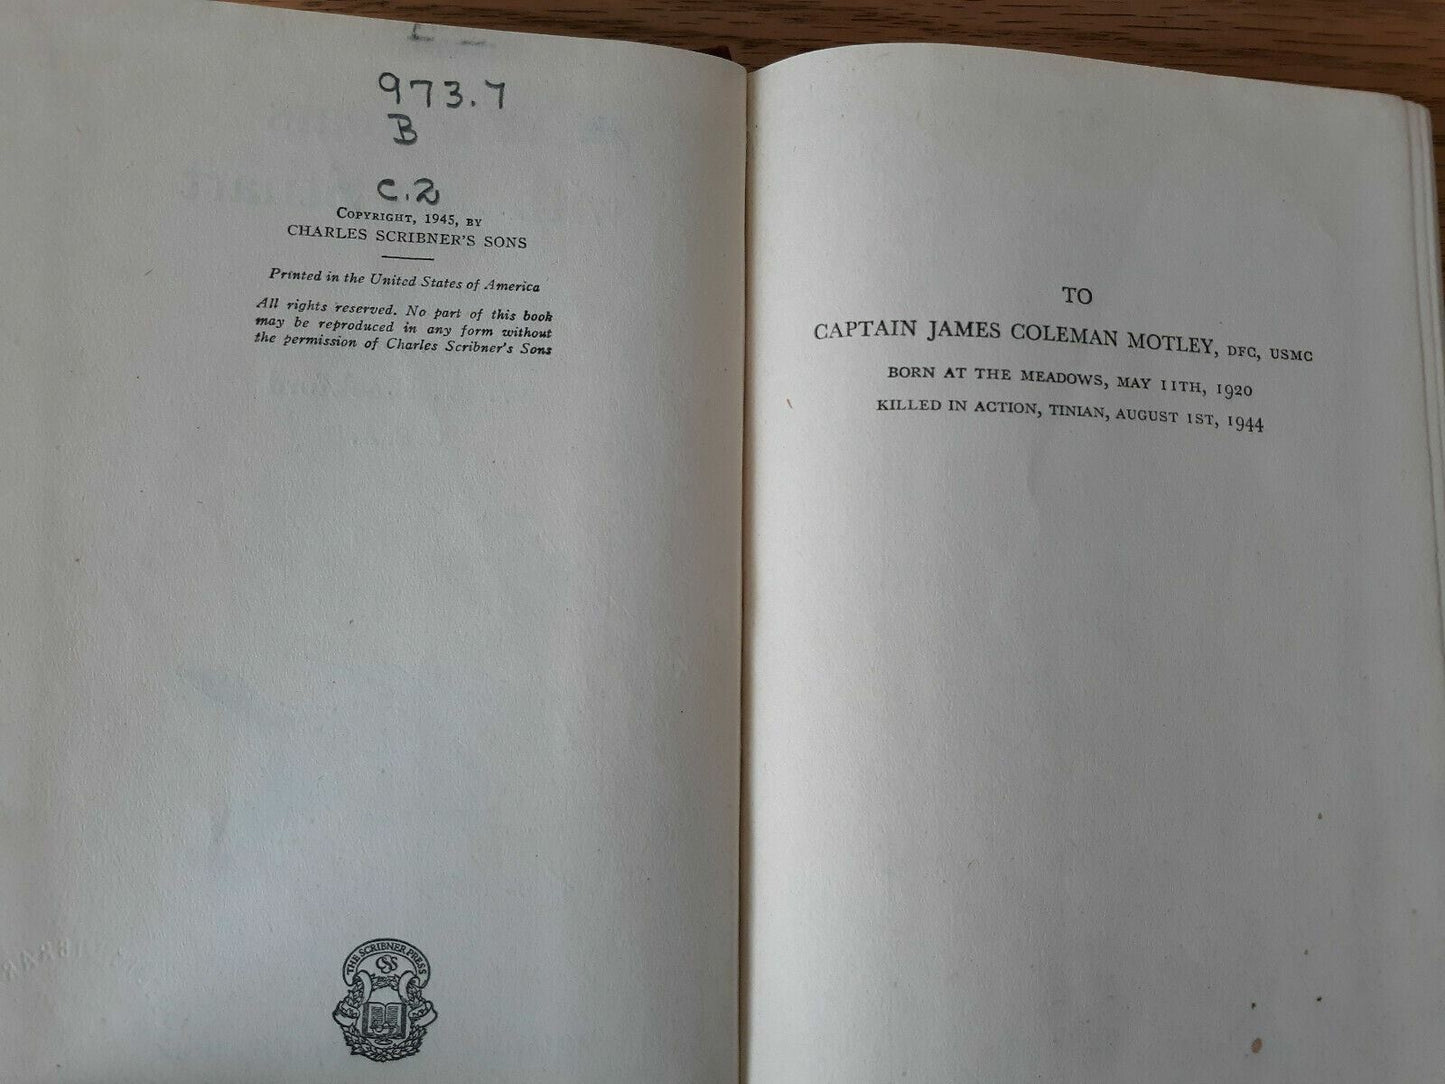 973.7
B
C.2
COPYRIGHT, 1945, BY
CHARLES SCRIBNER'S SONS
Printed in the United States of America
All rights reserved. No part of this book
may be reproduced in any form without
the permission of Charles Scribner's Sons
THE SCRIBNER PRESS
CSS
TO
CAPTAIN JAMES COLEMAN MOTLEY, DFC, USMC
BORN AT THE MEADOWS, MAY 11TH, 1920
KILLED IN ACTION, TINIAN, AUGUST 1ST, 1944